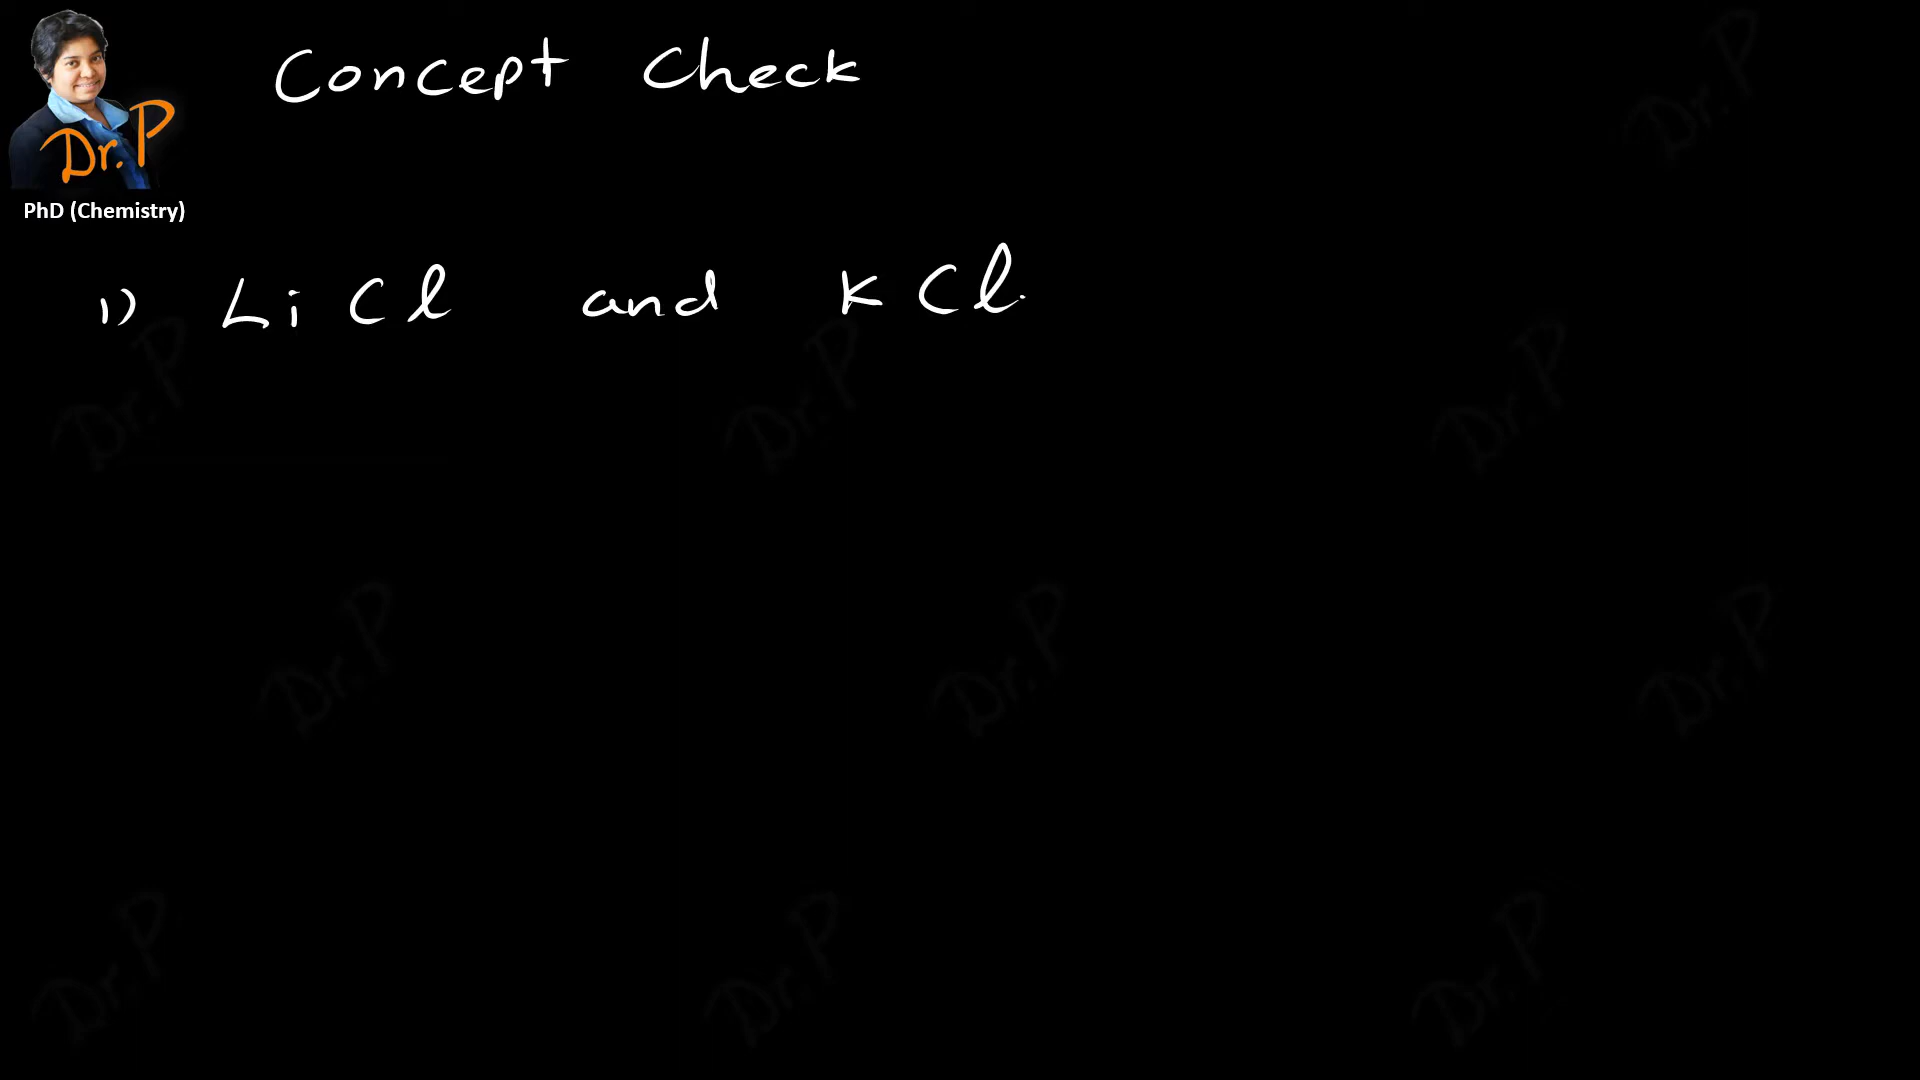 Concept Check
Dr.P
PhD (Chemistry)
1) LiCl and KCl.